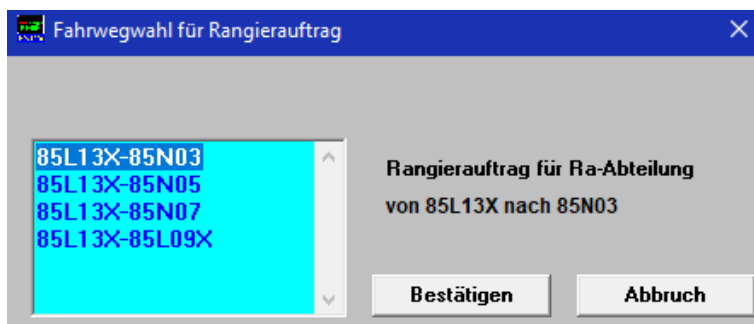 Fahrwegwahl für Rangierauftrag
85L13X-85N03
85L13X-85N05
85L13X-85N07
85L13X-85L09X
Rangierauftrag für Ra-Abteilung
von 85L13X nach 85N03
Bestätigen
Abbruch